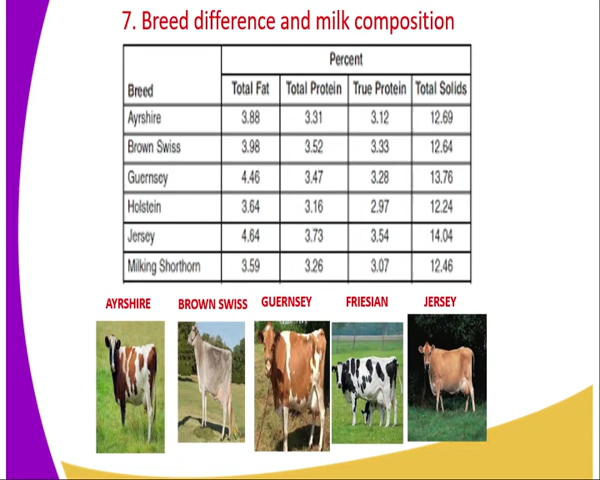 7. Breed difference and milk composition
Percent
Breed Total Fat Total Protein True Protein Total Solids
Ayrshire 3.88 3.31 3.12 12.69
Brown Swiss 3.98 3.52 3.33 12.64
Guernsey 4.46 3.47 3.28 13.76
Holstein 3.64 3.16 2.97 12.24
Jersey 4.64 3.73 3.54 14.04
Milking Shorthorn 3.59 3.26 3.07 12.46
AYRSHIRE BROWN SWISS GUERNSEY FRIESIAN JERSEY